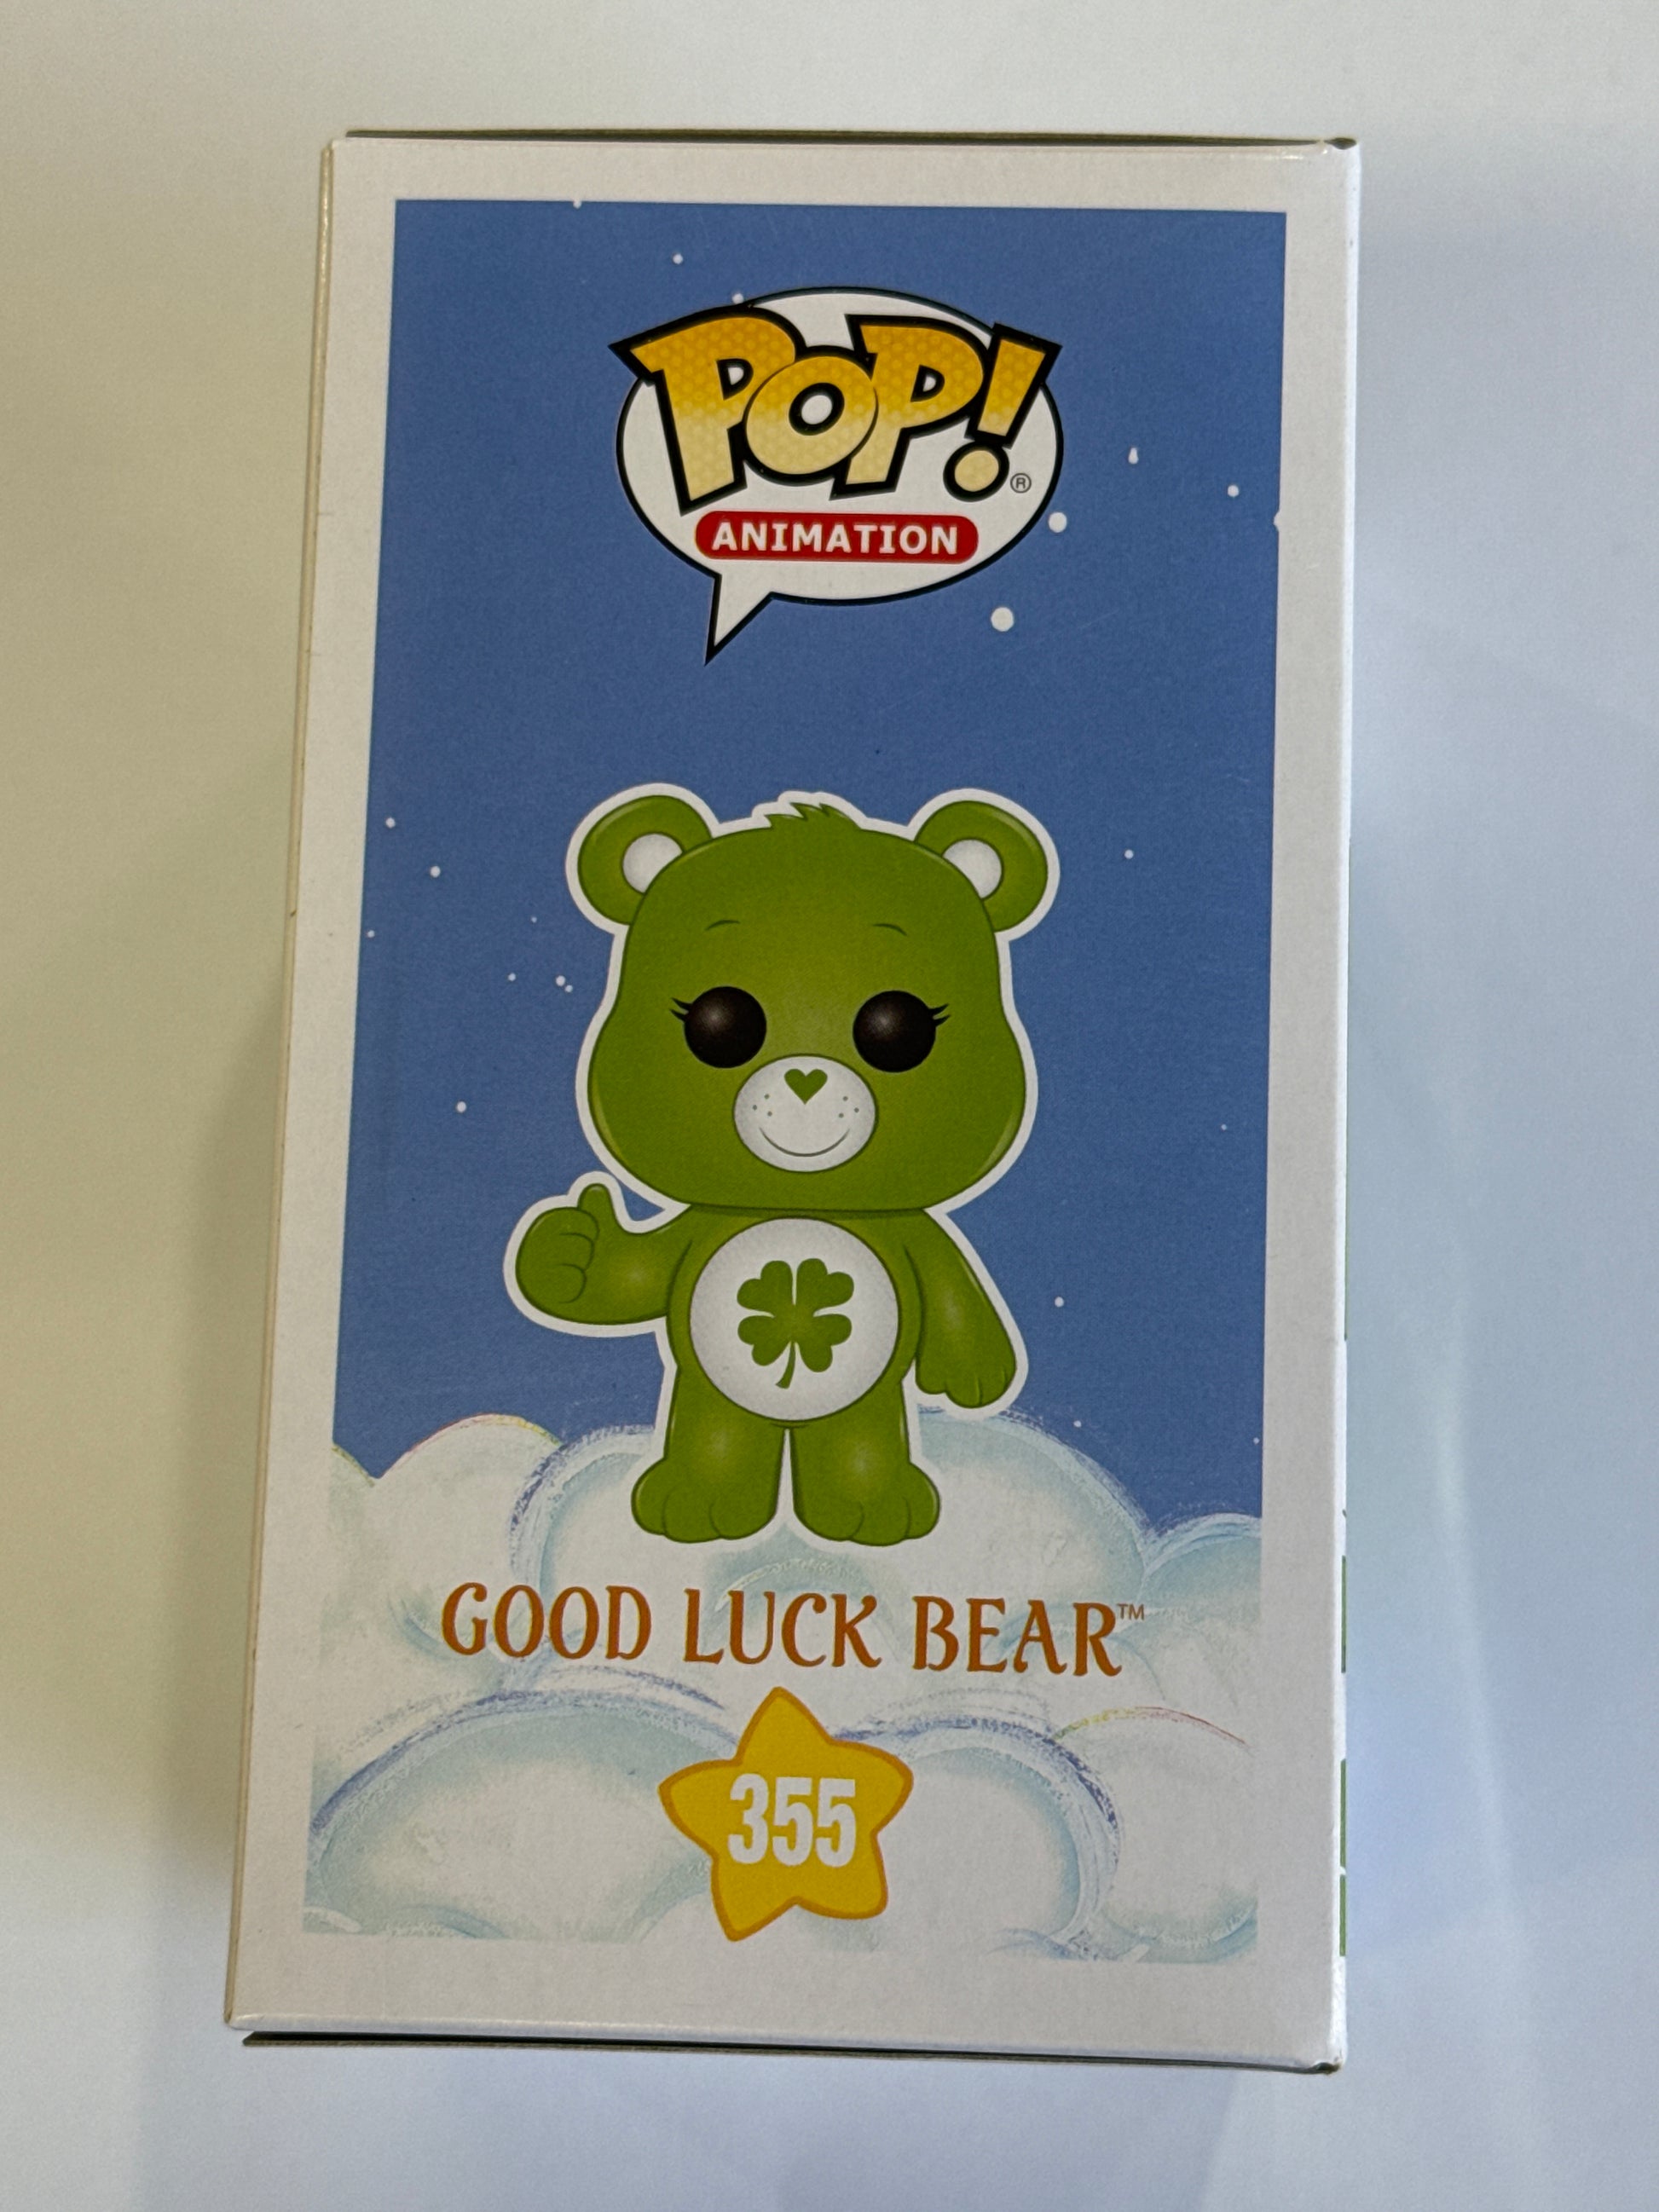 POP!®
ANIMATION
GOOD LUCK BEAR™
355